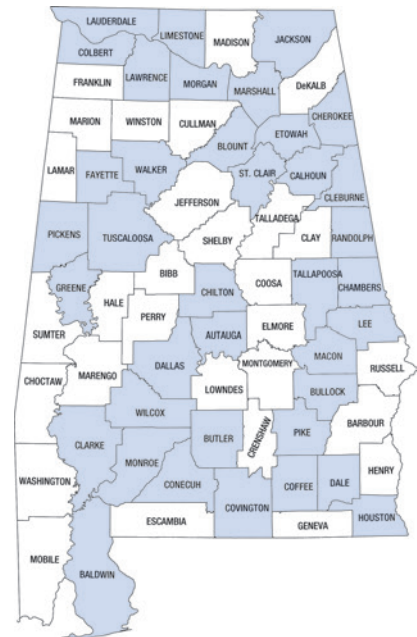 LAUDERDALE
LIMESTONE
MADISON
JACKSON
COLBERT
LAWRENCE
MORGAN
MARSHALL
DeKALB
FRANKLIN
CHEROKEE
MARION
WINSTON
CULLMAN
ETOWAH
BLOUNT
LAMAR
FAYETTE
WALKER
ST. CLAIR
CALHOUN
CLEBURNE
JEFFERSON
TALLADEGA
PICKENS
TUSCALOOSA
SHELBY
CLAY
RANDOLPH
BIBB
GREENE
HALE
CHILTON
COOSA
TALLAPOOSA
CHAMBERS
PERRY
SUMTER
AUTAUGA
ELMORE
LEE
DALLAS
MONTGOMERY
MACON
RUSSELL
CHOCTAW
MARENGO
LOWNDES
BULLOCK
WILCOX
BARBOUR
CLARKE
BUTLER
CRENSHAW
PIKE
MONROE
WASHINGTON
CONECUH
COFFEE
DALE
HENRY
COVINGTON
ESCAMBIA
GENEVA
HOUSTON
MOBILE
BALDWIN